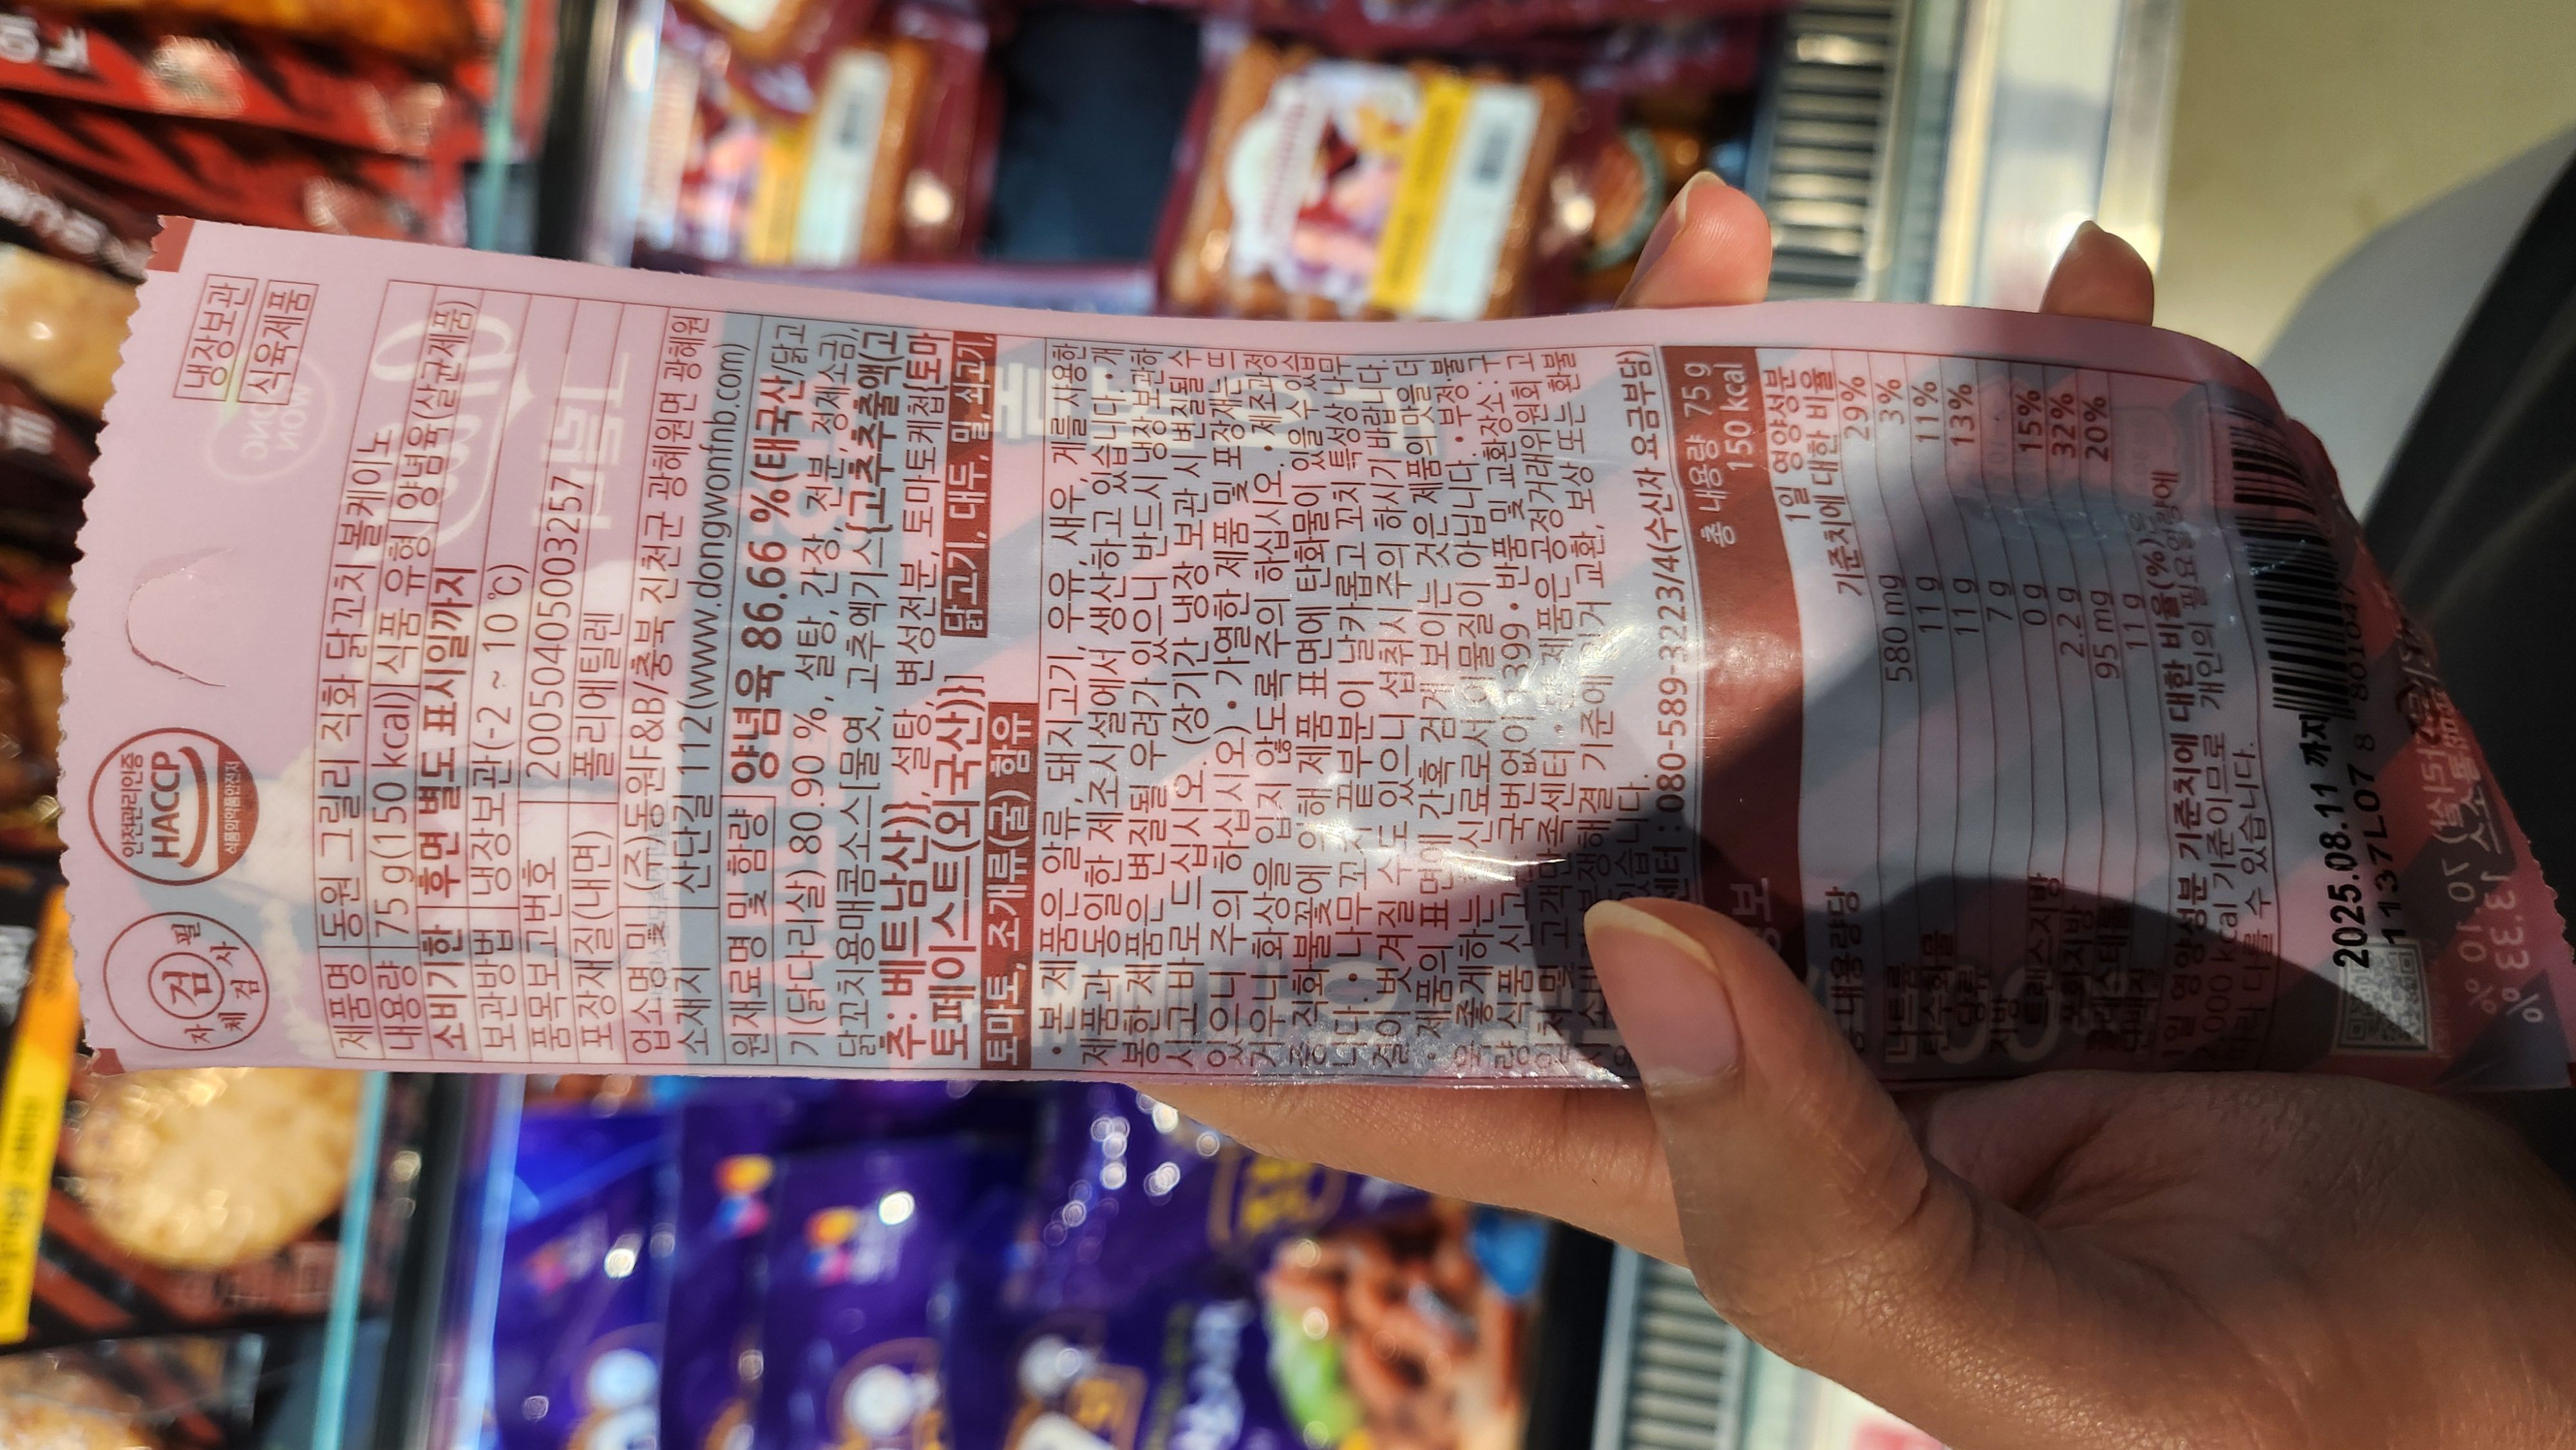 자체검사필
검
안전관리인증
HACCP
식품의약품안전처
냉장보관
식육제품
제품명 동원 그릴리 직화 닭꼬치 볼케이노
내용량 75 g(150 kcal) 식품 유형 양념육(살균제품)
소비기한 후면 별도 표시일까지
보관방법 냉장보관(-2 ~ 10 ℃)
품목보고번호 20050405003257
포장재질(내면) 폴리에틸렌
업소명 및 (주)동원F&B/충북 진천군 광혜원면 광혜원
소재지 산단길 112(www.dongwonfnb.com)
원재료명 및 함량 양념육 86.66 %(태국산/닭고
기(닭다리살) 80.90 %, 설탕, 간장, 전분, 정제소금),
닭꼬치용매콤소스[물엿, 고추엑기스{고추추출액(고
추: 베트남산)}, 설탕, 변성전분, 토마토케첩{토마
토페이스트(외국산)}] 닭고기, 대두, 밀, 쇠고기,
토마토, 조개류(굴) 함유
• 본 제품은 알류, 돼지고기, 우유, 새우, 게를 사용한
제품과 동일한 제조시설에서 생산하고 있습니다. • 개
봉한 제품은 변질될 우려가 있으니 반드시 냉장 보관하
시고 바로 드십시오. (장기간 냉장 보관 시 변질될 수
있으니 주의 하십시오) • 가열한 제품 및 포장재는 뜨
거우니 화상을 입지 않도록 주의 하십시오. • 제조과정
중 직화불꽃에 의해 제품 표면에 탄화물이 있을 수 있습
니다. • 나무꼬치 끝부분이 날카롭고 꼬치 특성상 나무
결이 벗겨질 수도 있으니 섭취시 주의 하시기 바랍니다.
• 제품의 표면에 간혹 검게 보이는 것은 제품의 맛을 더
욱 좋게하는 향신료로서 이물질이 아닙니다. • 부정·불
량 식품 신고는 국번없이 1399 • 반품 및 교환장소 : 구
입처 및 고객만족센터 • 본 제품은 공정거래위원회 고
시 소비자분쟁해결 기준에 의거 교환, 보상 또는 환불
있습니다.
센터 : 080-589-3223/4(수신자 요금부담)
총 내용량 75 g
150 kcal
1일 영양성분
총 내용량당 기준치에 대한 비율
나트륨 580 mg 29%
탄수화물 11 g 3%
당류 11 g 11%
지방 7 g 13%
트랜스지방 0 g
포화지방 2.2 g 15%
콜레스테롤 95 mg 32%
단백질 11 g 20%
1일 영양성분 기준치에 대한 비율(%)은
2,000 kcal 기준이므로 개인의 필요열량에
따라 다를 수 있습니다.
2025.08.11 까지
1137L07
8 801047